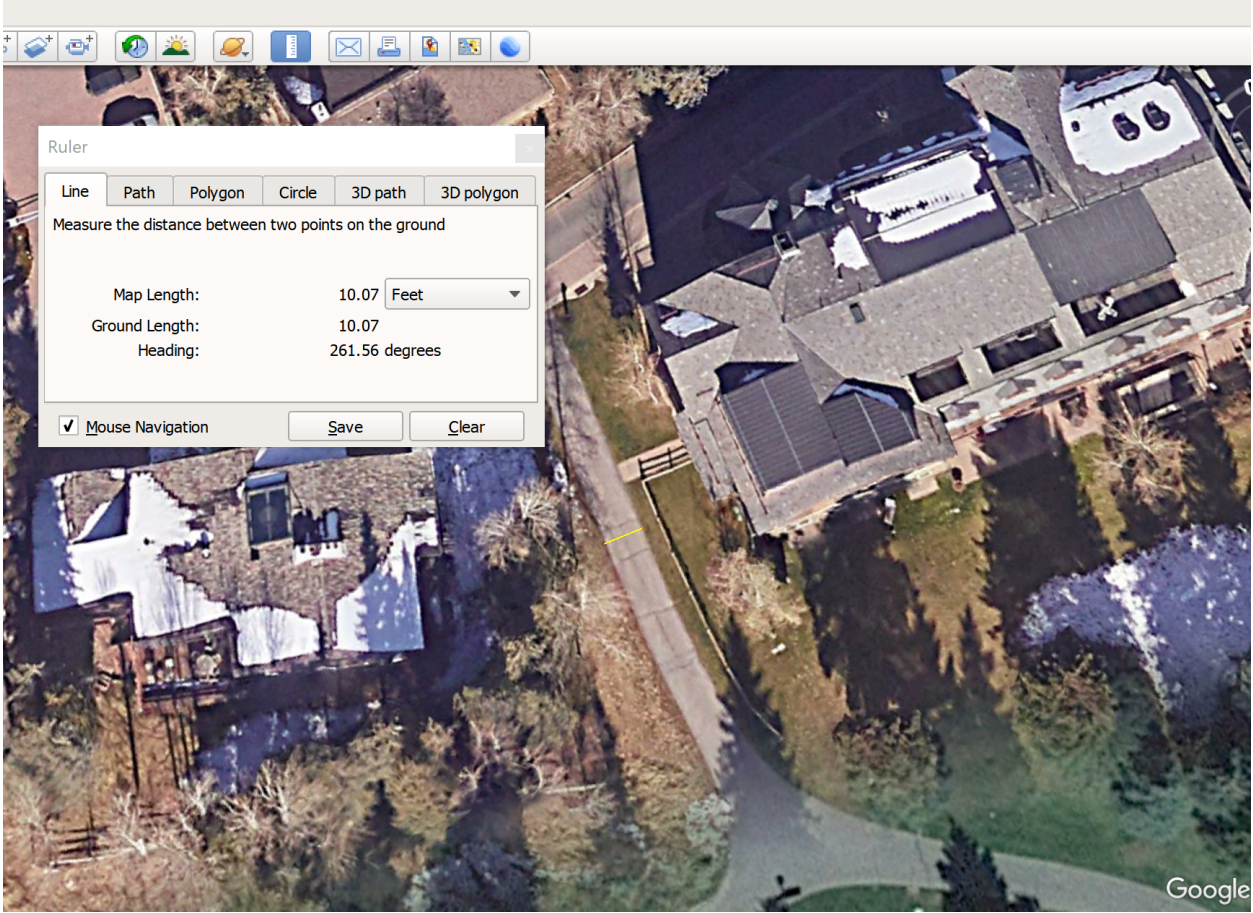 Ruler
Line Path Polygon Circle 3D path 3D polygon
Measure the distance between two points on the ground
Map Length: 10.07 Feet
Ground Length: 10.07
Heading: 261.56 degrees
Mouse Navigation Save Clear
Google